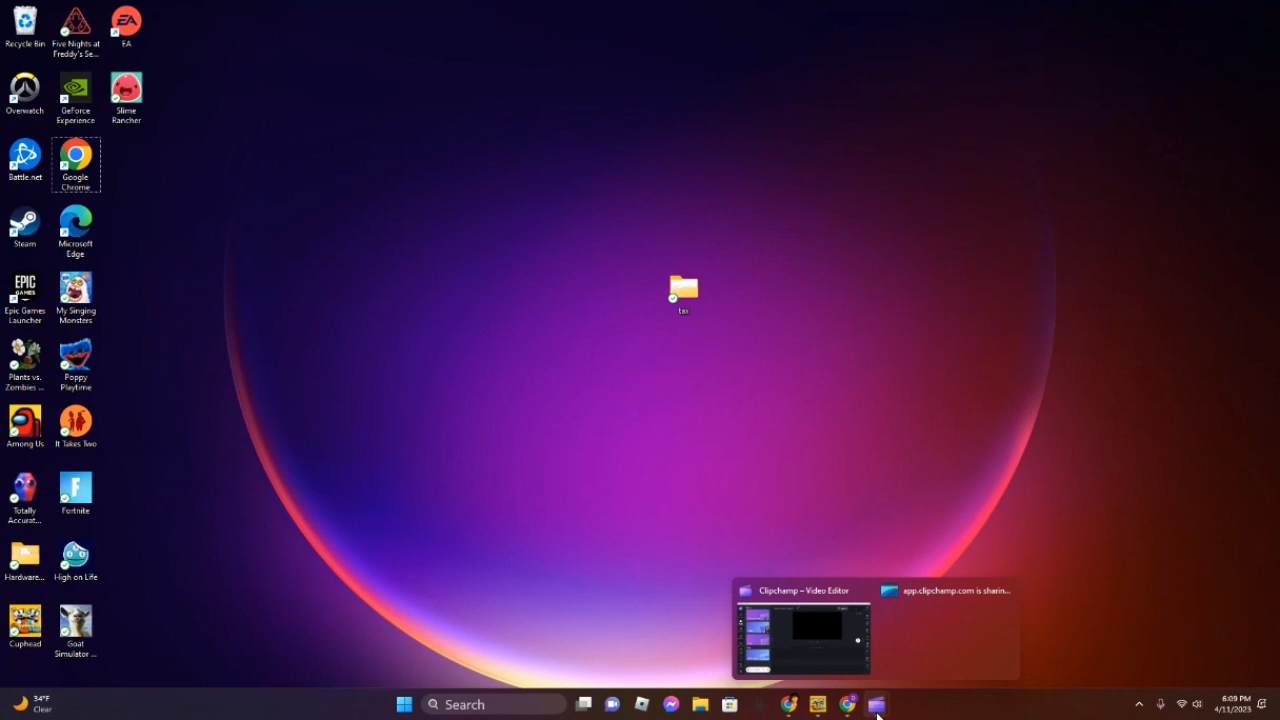 Recycle Bin
Five Nights at
Freddy's Se...
EA
EA
Overwatch
GeForce
Experience
Slime
Rancher
Battle.net
Google
Chrome
Steam
Microsoft
Edge
EPIC
GAMES
Epic Games
Launcher
My Singing
Monsters
Plants vs.
Zombies ...
Poppy
Playtime
Among Us
It Takes Two
Totally
Accurat...
F
Fortnite
Hardware...
High on Life
Cuphead
Goat
Simulator ...
tax
Clipchamp – Video Editor
app.clipchamp.com is sharin...
34°F
Clear
Search
6:09 PM
4/11/2023